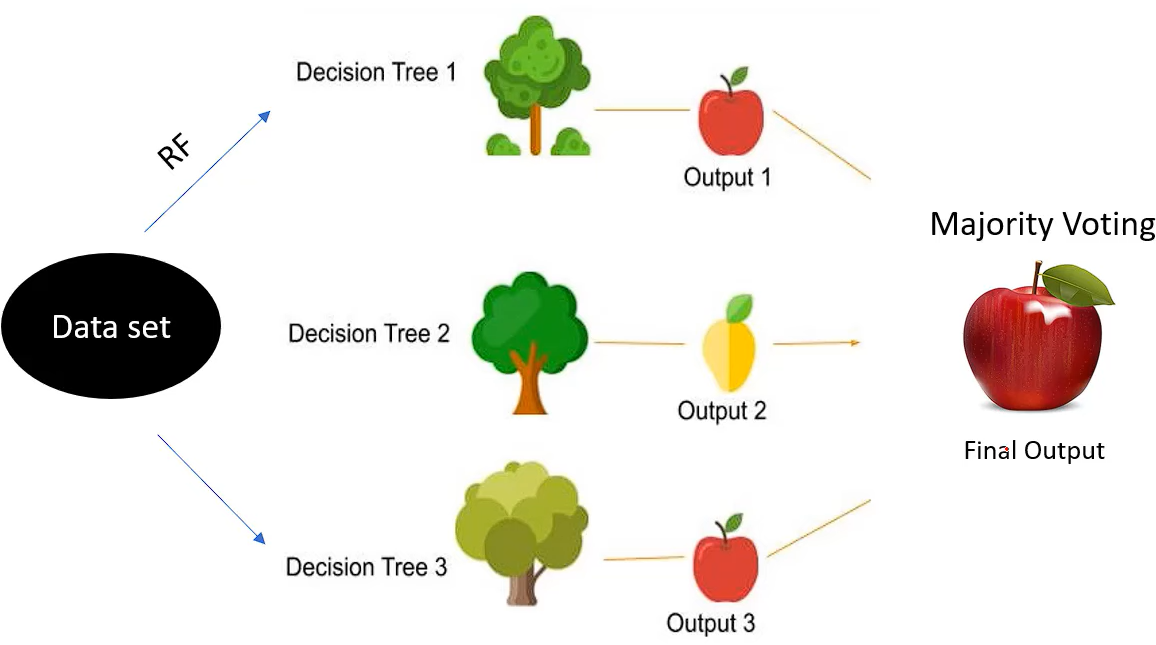 Decision Tree 1
RF
Output 1
Majority Voting
Data set
Decision Tree 2
Output 2
Final Output
Decision Tree 3
Output 3